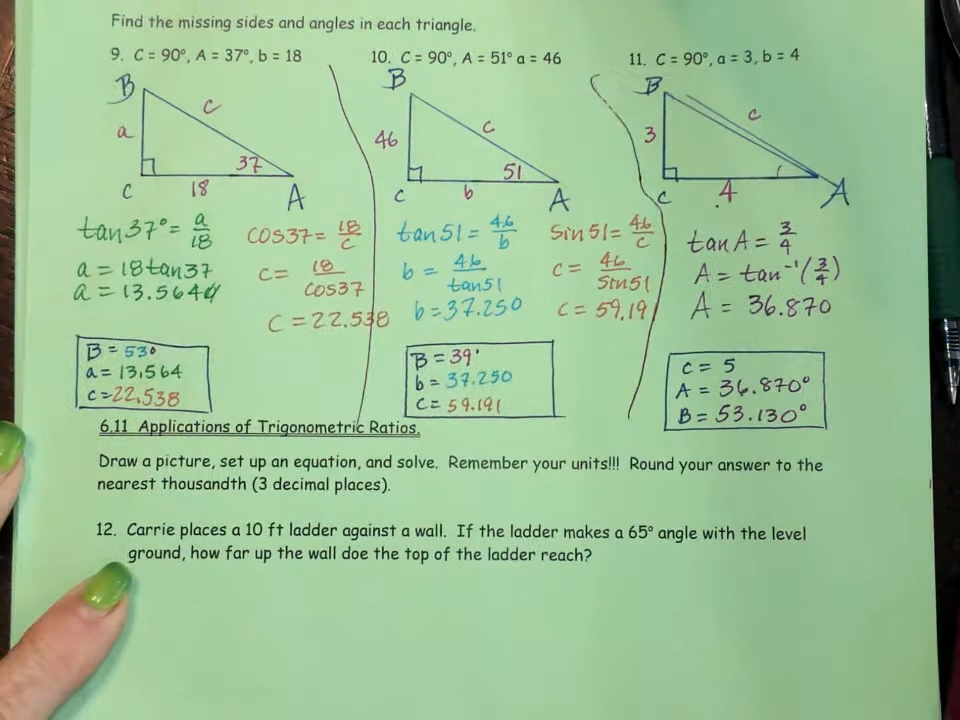 Find the missing sides and angles in each triangle.
9. C = 90°, A = 37°, b = 18
B
c
a
37
C
18
A
tan37° = a/18
a = 18tan37
a = 13.564
cos37 = 18/c
c = 18/cos37
c = 22.538
B = 53°
a = 13.564
c = 22.538
10. C = 90°, A = 51° a = 46
B
46
c
51
C
b
A
tan51 = 46/b
b = 46/tan51
b = 37.250
Sin51 = 46/c
c = 46/Sin51
c = 59.191
B = 39°
b = 37.250
c = 59.191
11. C = 90°, a = 3, b = 4
B
c
3
C
4
A
tanA = 3/4
A = tan⁻¹(3/4)
A = 36.870
c = 5
A = 36.870°
B = 53.130°
6.11 Applications of Trigonometric Ratios.
Draw a picture, set up an equation, and solve. Remember your units!!! Round your answer to the
nearest thousandth (3 decimal places).
12. Carrie places a 10 ft ladder against a wall. If the ladder makes a 65° angle with the level
ground, how far up the wall doe the top of the ladder reach?